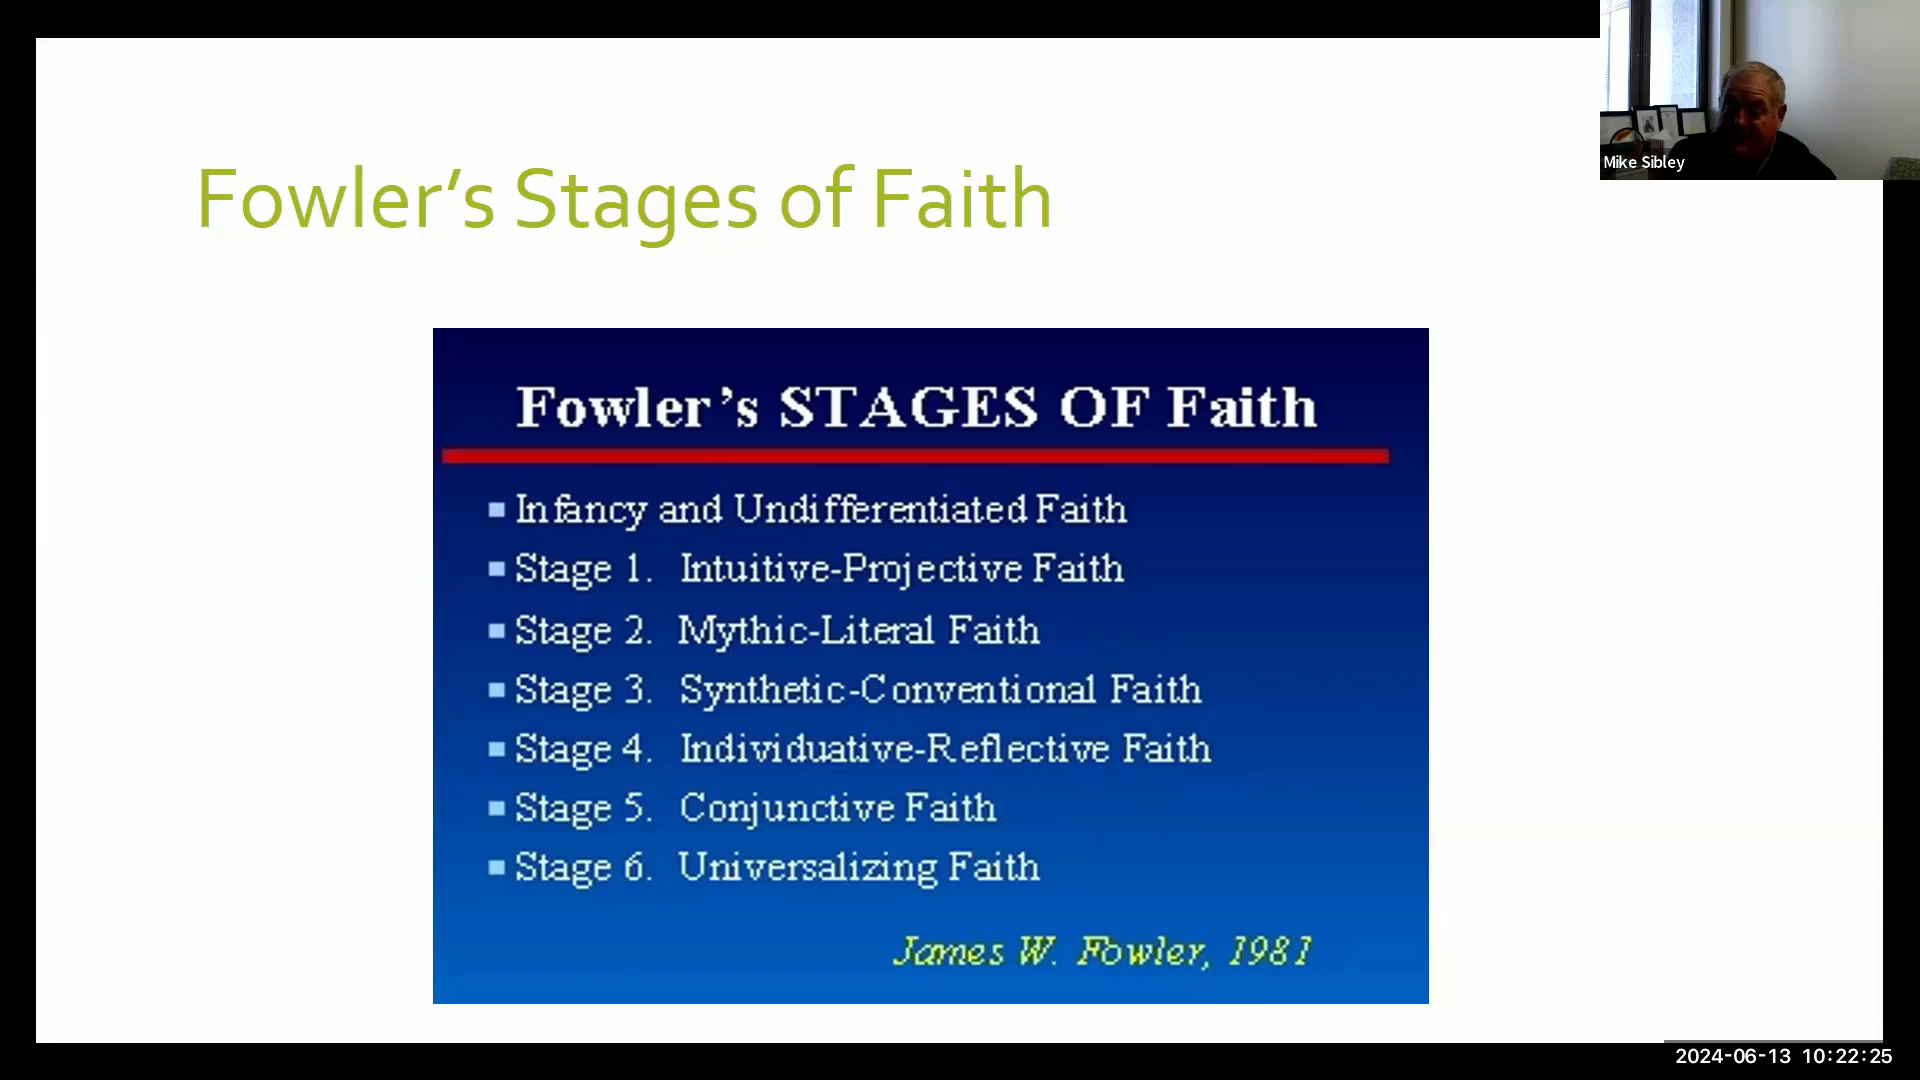 Fowler’s Stages of Faith
Mike Sibley
Fowler’s STAGES OF Faith
Infancy and Undifferentiated Faith
Stage 1. Intuitive-Projective Faith
Stage 2. Mythic-Literal Faith
Stage 3. Synthetic-Conventional Faith
Stage 4. Individuative-Reflective Faith
Stage 5. Conjunctive Faith
Stage 6. Universalizing Faith
James W. Fowler, 1981
2024-06-13 10:22:25